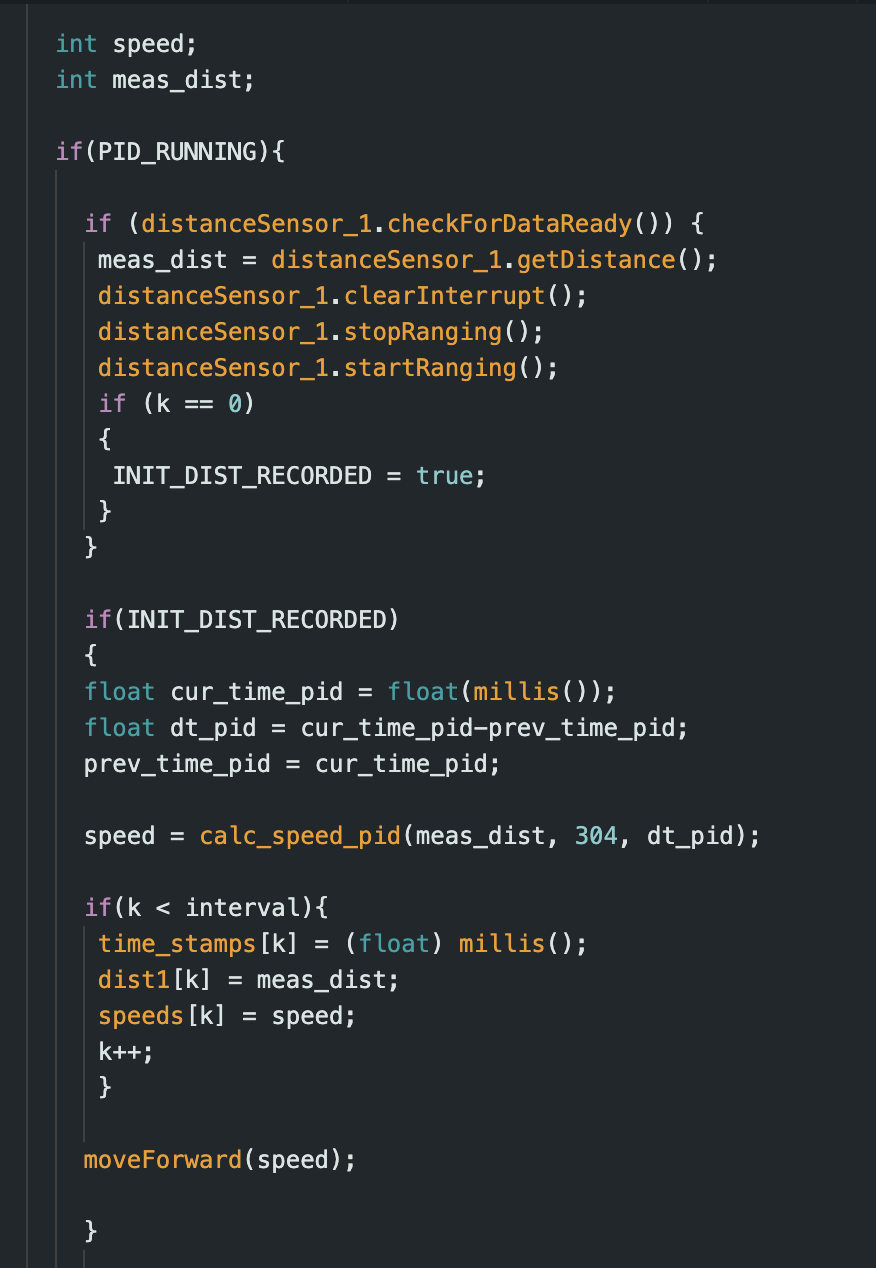 int speed;
int meas_dist;
if(PID_RUNNING){
if (distanceSensor_1.checkForDataReady()) {
meas_dist = distanceSensor_1.getDistance();
distanceSensor_1.clearInterrupt();
distanceSensor_1.stopRanging();
distanceSensor_1.startRanging();
if (k == 0)
{
INIT_DIST_RECORDED = true;
}
}
if(INIT_DIST_RECORDED)
{
float cur_time_pid = float(millis());
float dt_pid = cur_time_pid-prev_time_pid;
prev_time_pid = cur_time_pid;
speed = calc_speed_pid(meas_dist, 304, dt_pid);
if(k < interval){
time_stamps[k] = (float) millis();
dist1[k] = meas_dist;
speeds[k] = speed;
k++;
}
moveForward(speed);
}